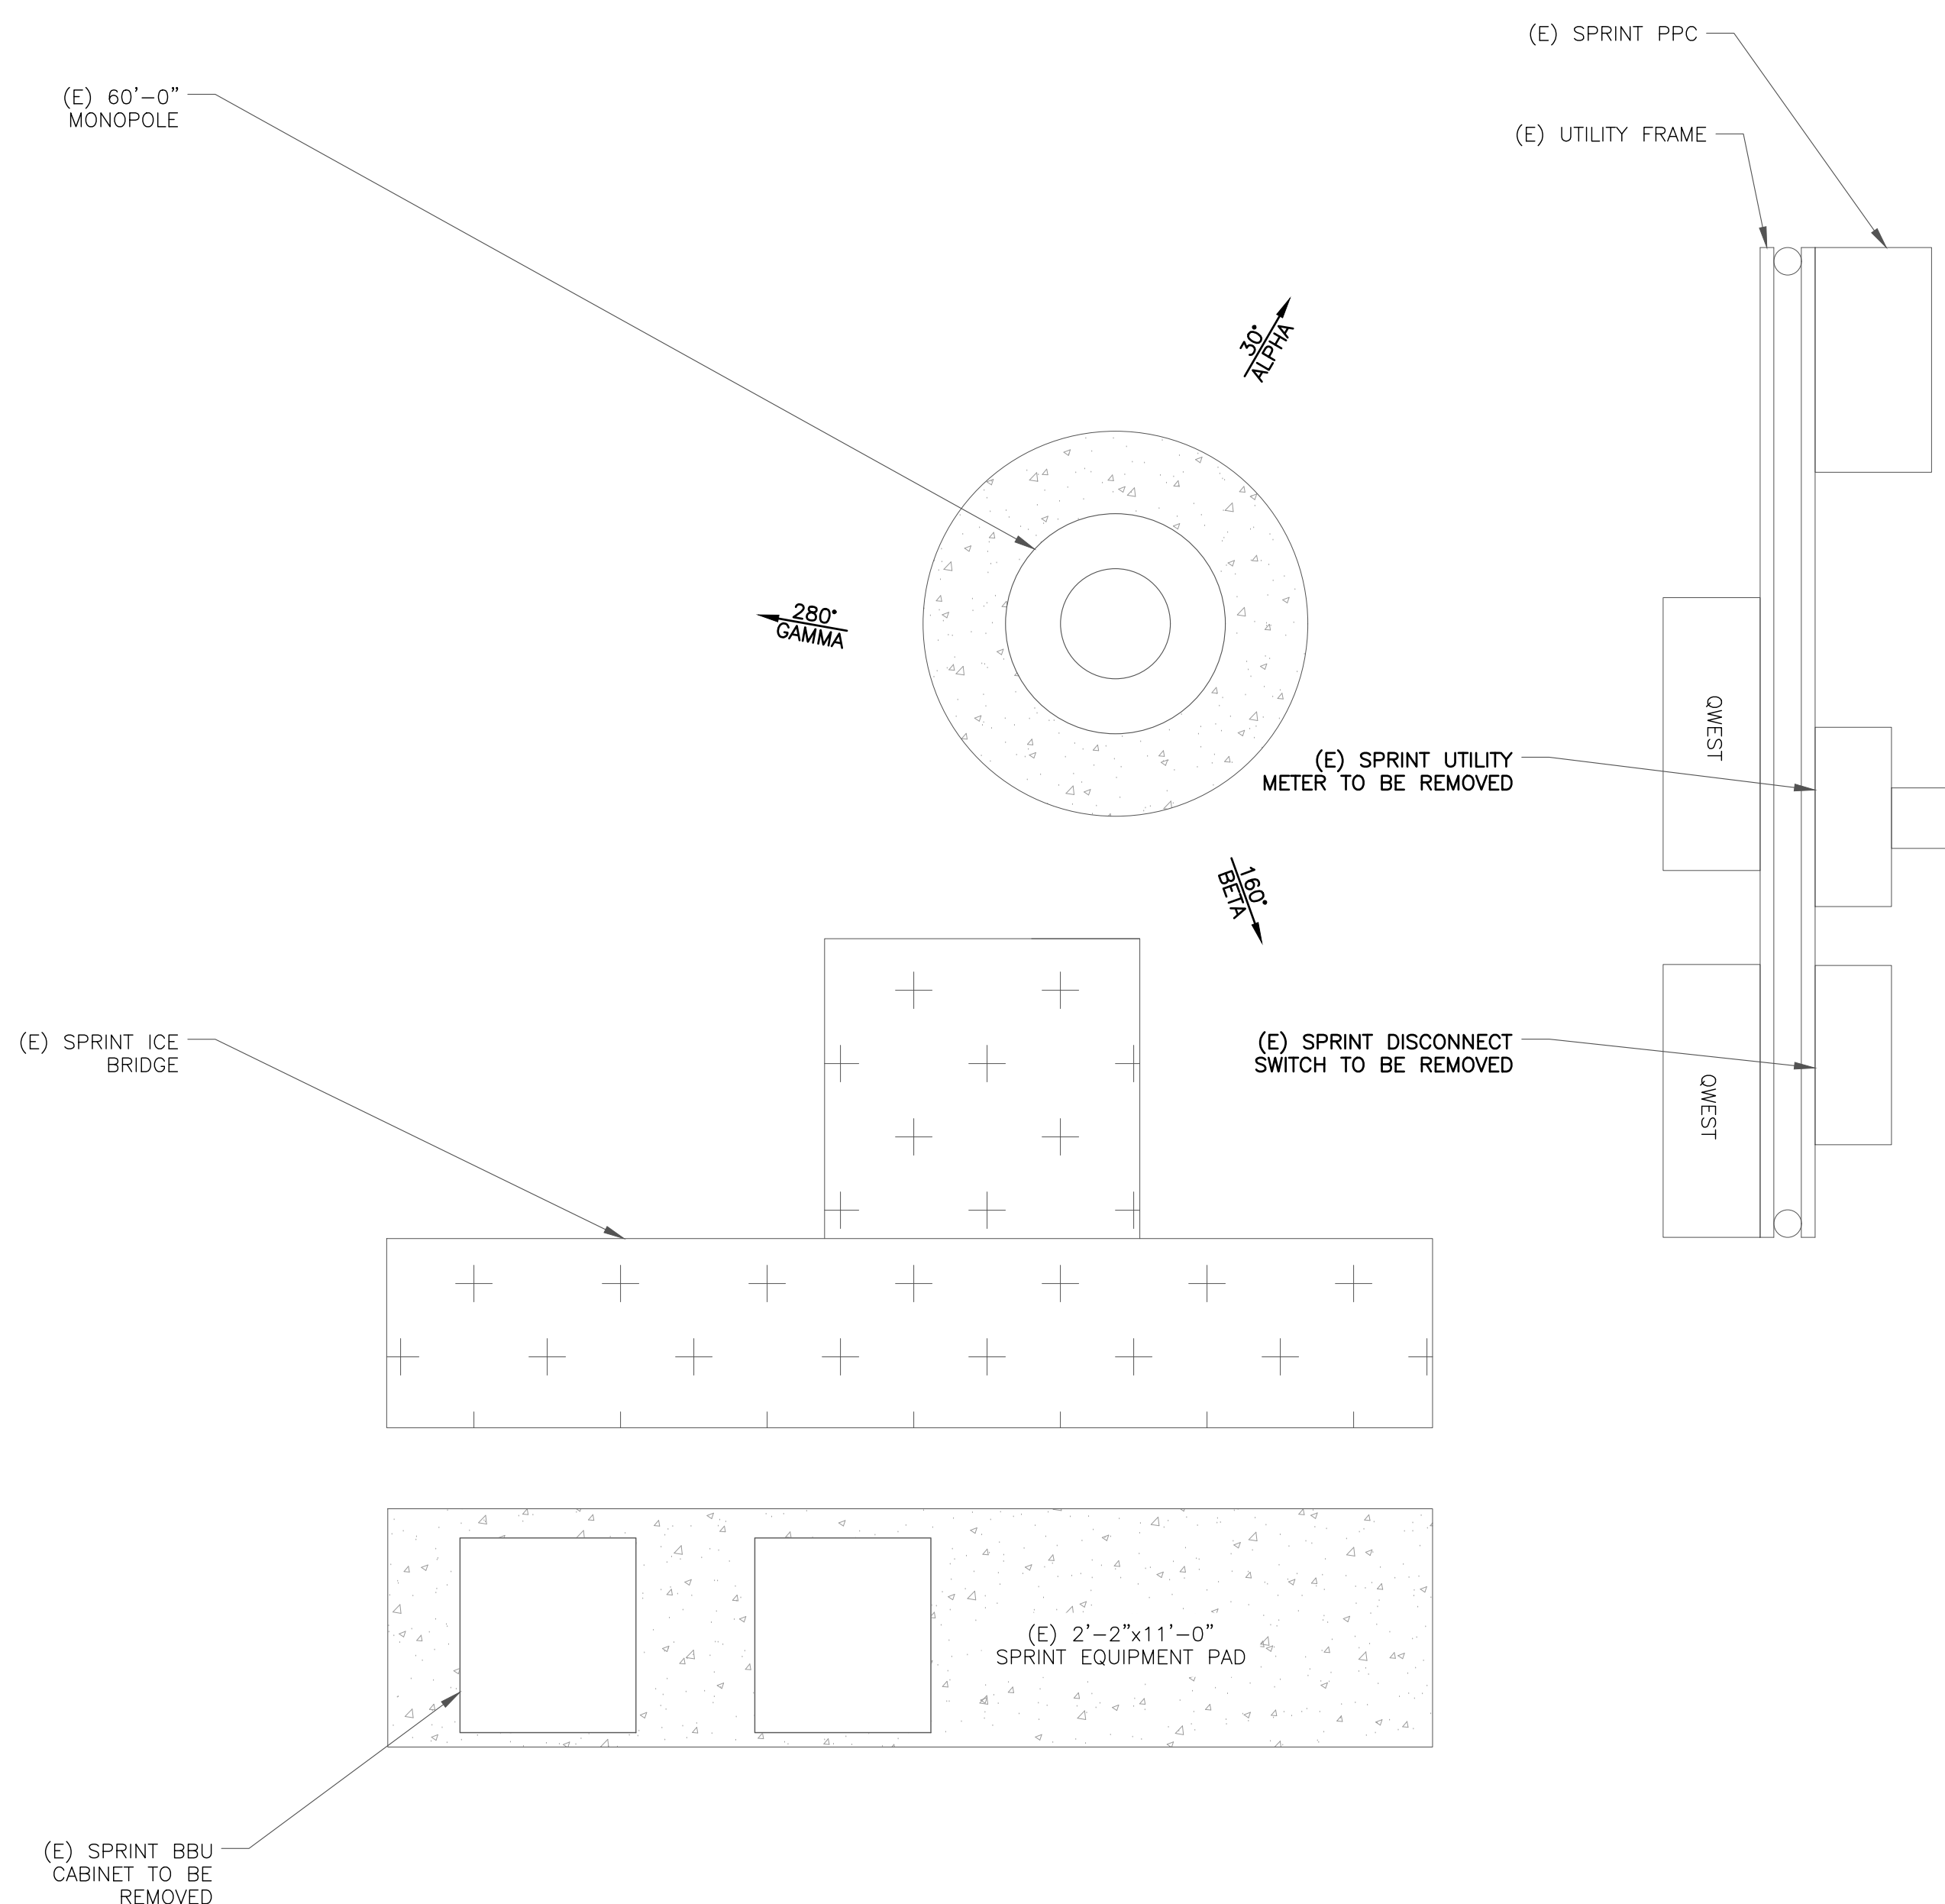 (E) SPRINT PPC
(E) 60'-0"
MONOPOLE
(E) UTILITY FRAME
30°
ALPHA
280°
GAMMA
QWEST
(E) SPRINT UTILITY
METER TO BE REMOVED
160°
BETA
(E) SPRINT ICE
BRIDGE
(E) SPRINT DISCONNECT
SWITCH TO BE REMOVED
QWEST
(E) 2'-2"x11'-0"
SPRINT EQUIPMENT PAD
(E) SPRINT BBU
CABINET TO BE
REMOVED